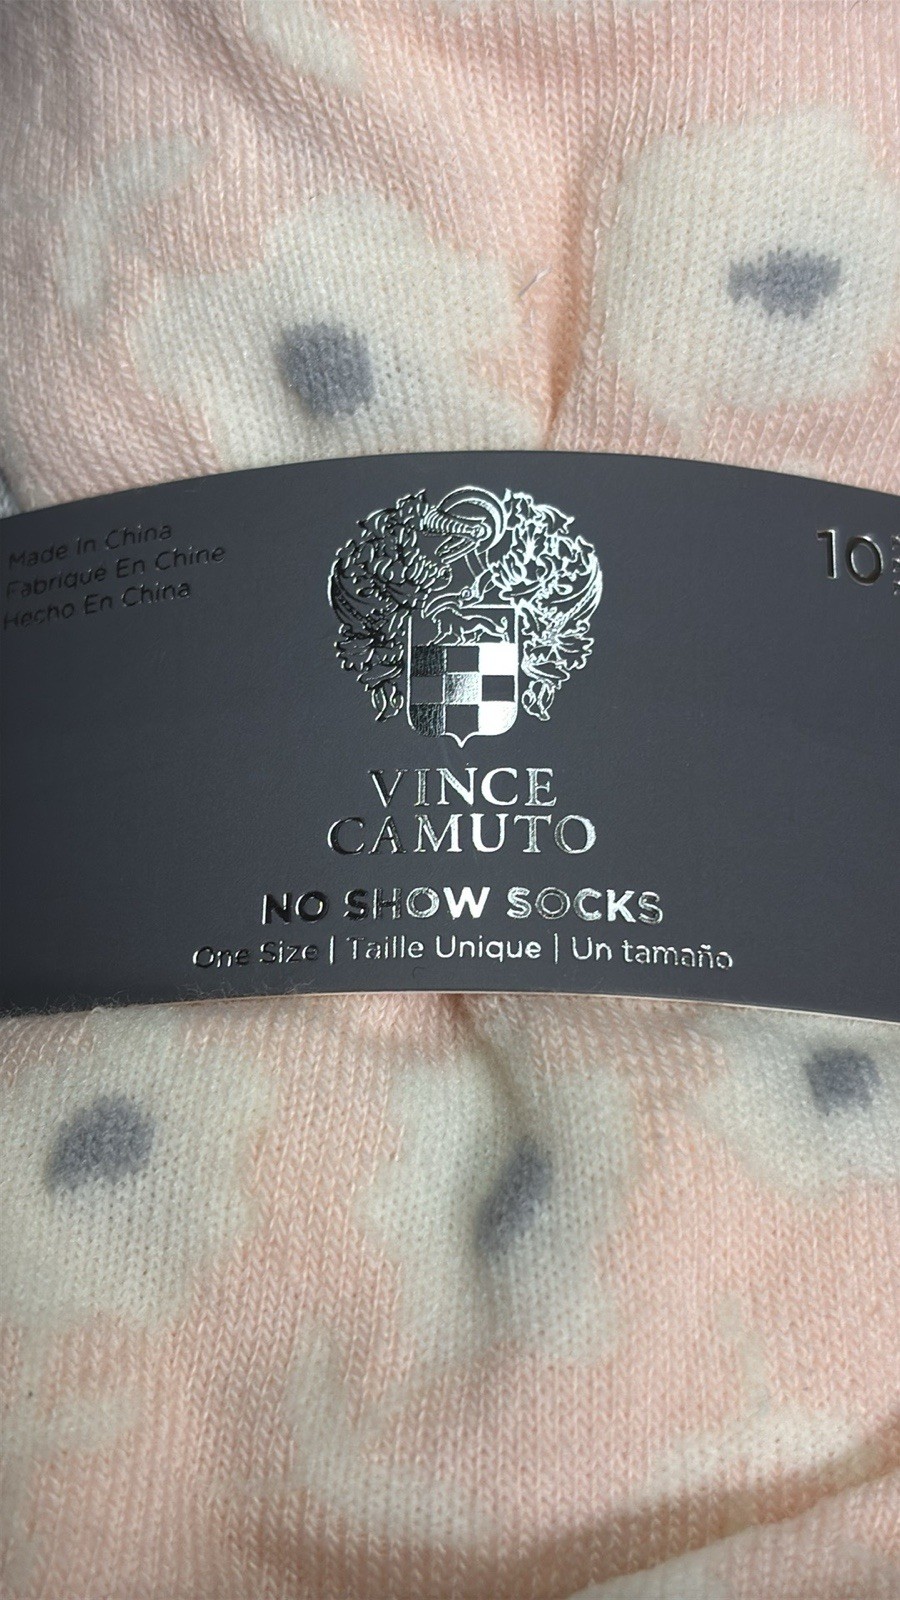 Made In China
Fabrique En Chine
Hecho En China
10
VINCE
CAMUTO
NO SHOW SOCKS
One Size | Taille Unique | Un tamaño